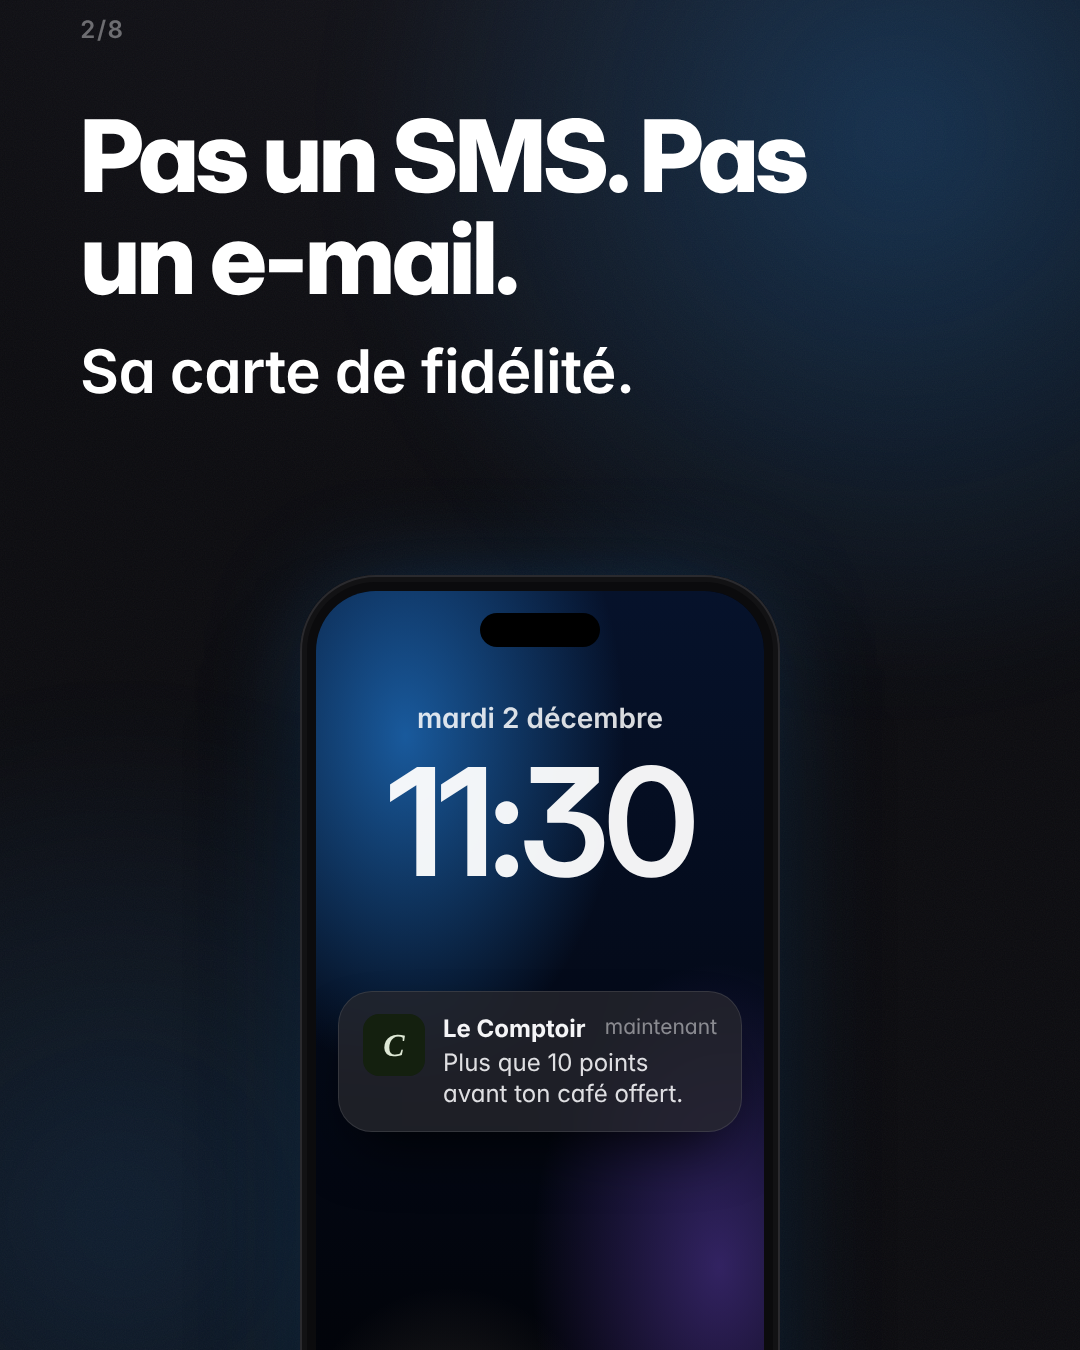 2/8
Pas un SMS. Pas
un e-mail.
Sa carte de fidélité.
mardi 2 décembre
11:30
C
Le Comptoir maintenant
Plus que 10 points
avant ton café offert.